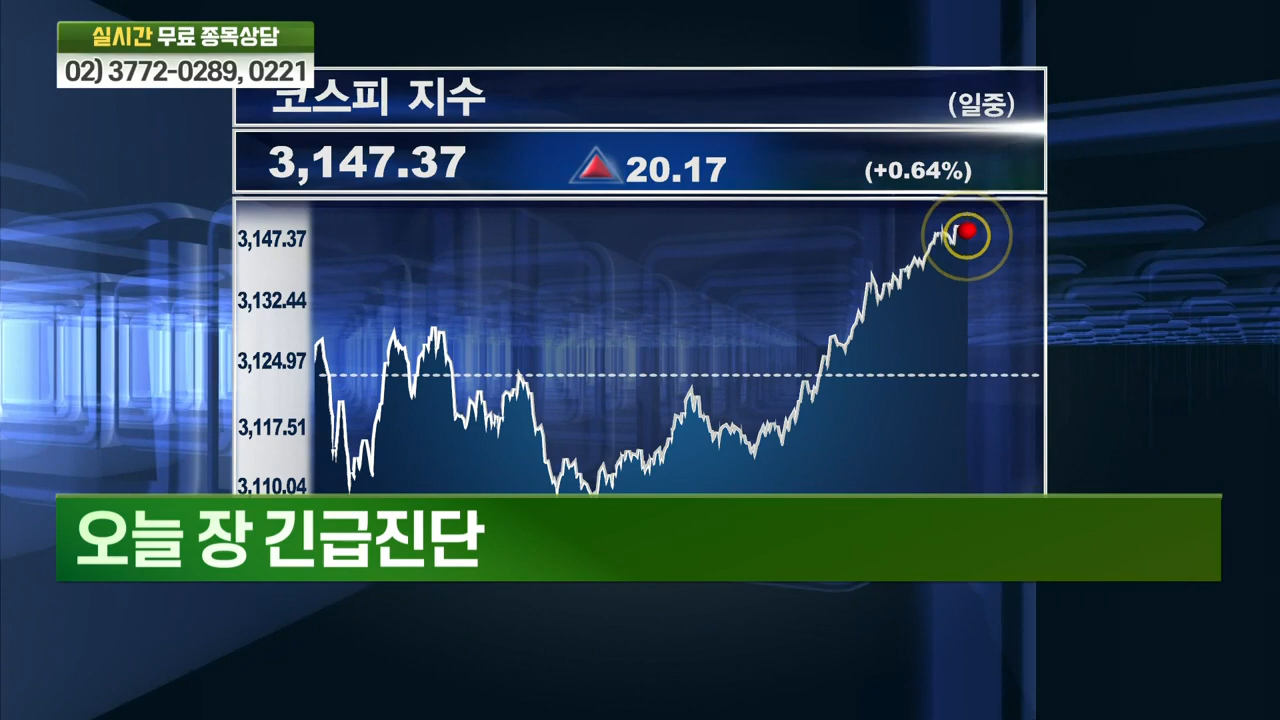 실시간 무료 종목상담
02) 3772-0289, 0221
코스피 지수
(일중)
3,147.37
20.17
(+0.64%)
3,147.37
3,132.44
3,124.97
3,117.51
3,110.04
오늘 장 긴급진단